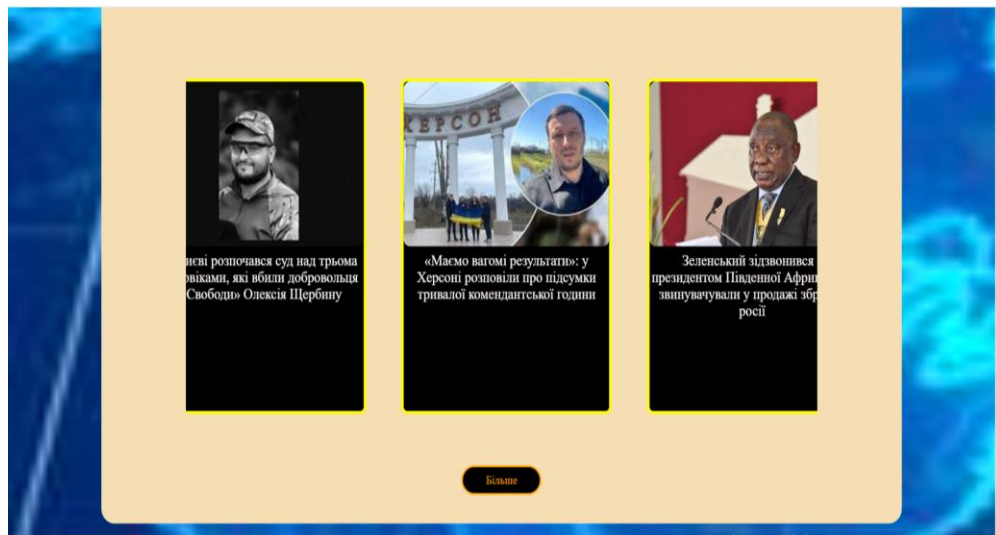 ХЕРСОН
иєві розпочався суд над трьома
овіками, які вбили добровольця
Свободи» Олексія Щербину
«Маємо вагомі результати»: у
Херсоні розповіли про підсумки
тривалої комендантської години
Зеленський зідзвонився
президентом Південної Афри
звинувачували у продажі збр
росії
Більше